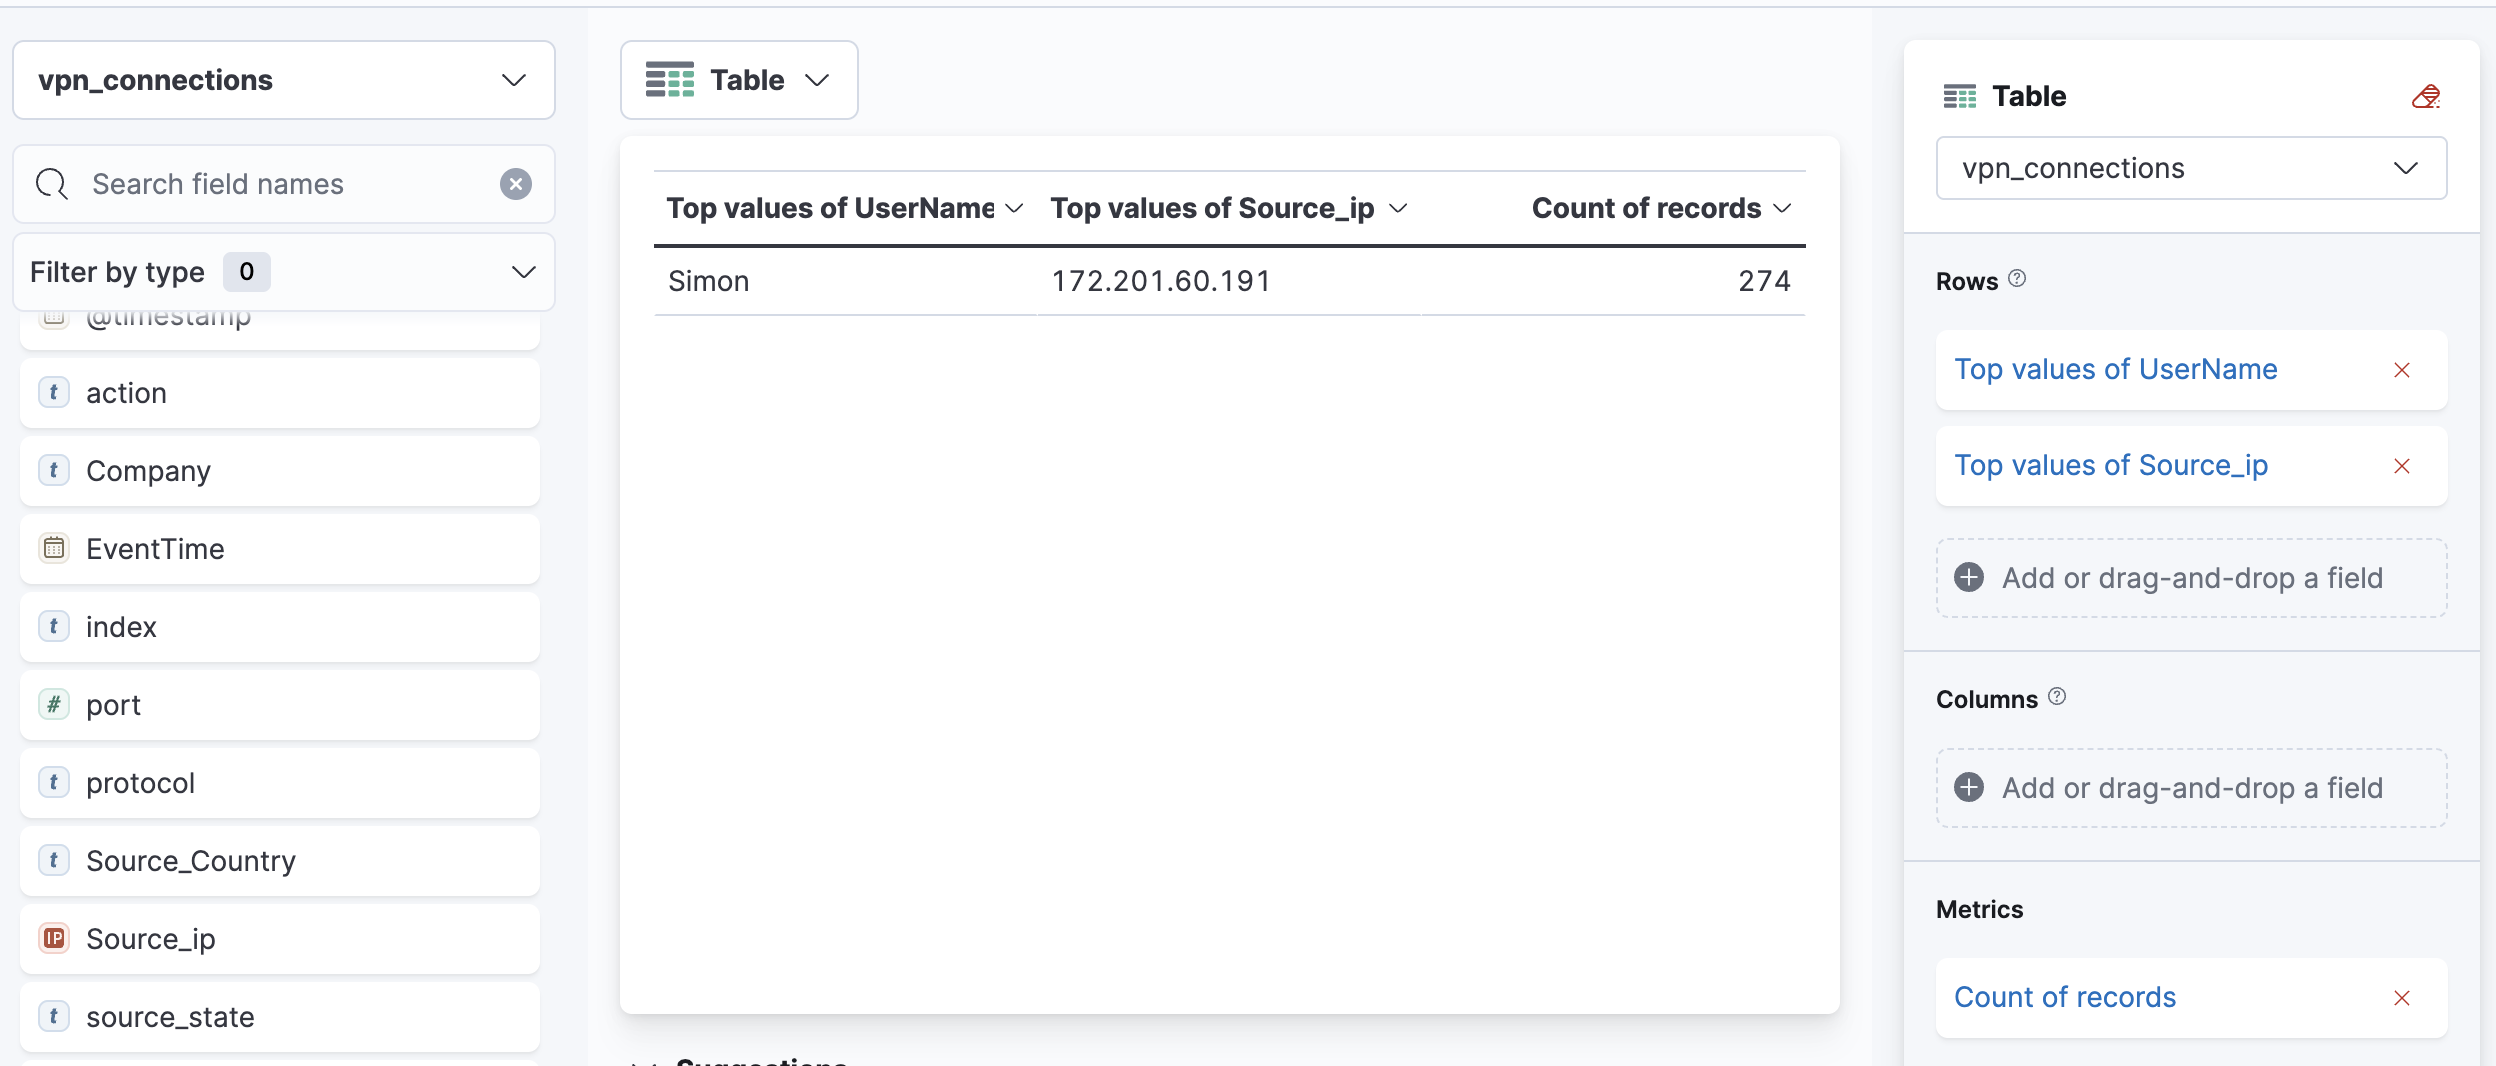 vpn_connections
Search field names
Filter by type 0
@timestamp
t action
t Company
EventTime
t index
# port
t protocol
t Source_Country
IP Source_ip
t source_state
Table
Top values of UserName Top values of Source_ip Count of records
Simon 172.201.60.191 274
Suggestions
Table
vpn_connections
Rows ?
Top values of UserName
Top values of Source_ip
Add or drag-and-drop a field
Columns ?
Add or drag-and-drop a field
Metrics
Count of records